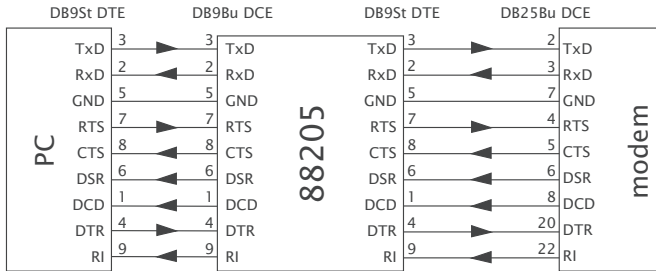 DB9St DTE DB9Bu DCE DB9St DTE DB25Bu DCE
TxD 3 3 TxD TxD 3 2 TxD
RxD 2 2 RxD RxD 2 3 RxD
GND 5 5 GND GND 5 7 GND
RTS 7 7 RTS RTS 7 4 RTS
CTS 8 8 CTS CTS 8 5 CTS
DSR 6 6 DSR DSR 6 6 DSR
DCD 1 1 DCD DCD 1 8 DCD
DTR 4 4 DTR DTR 4 20 DTR
RI 9 9 RI RI 9 22 RI
PC
88205
modem